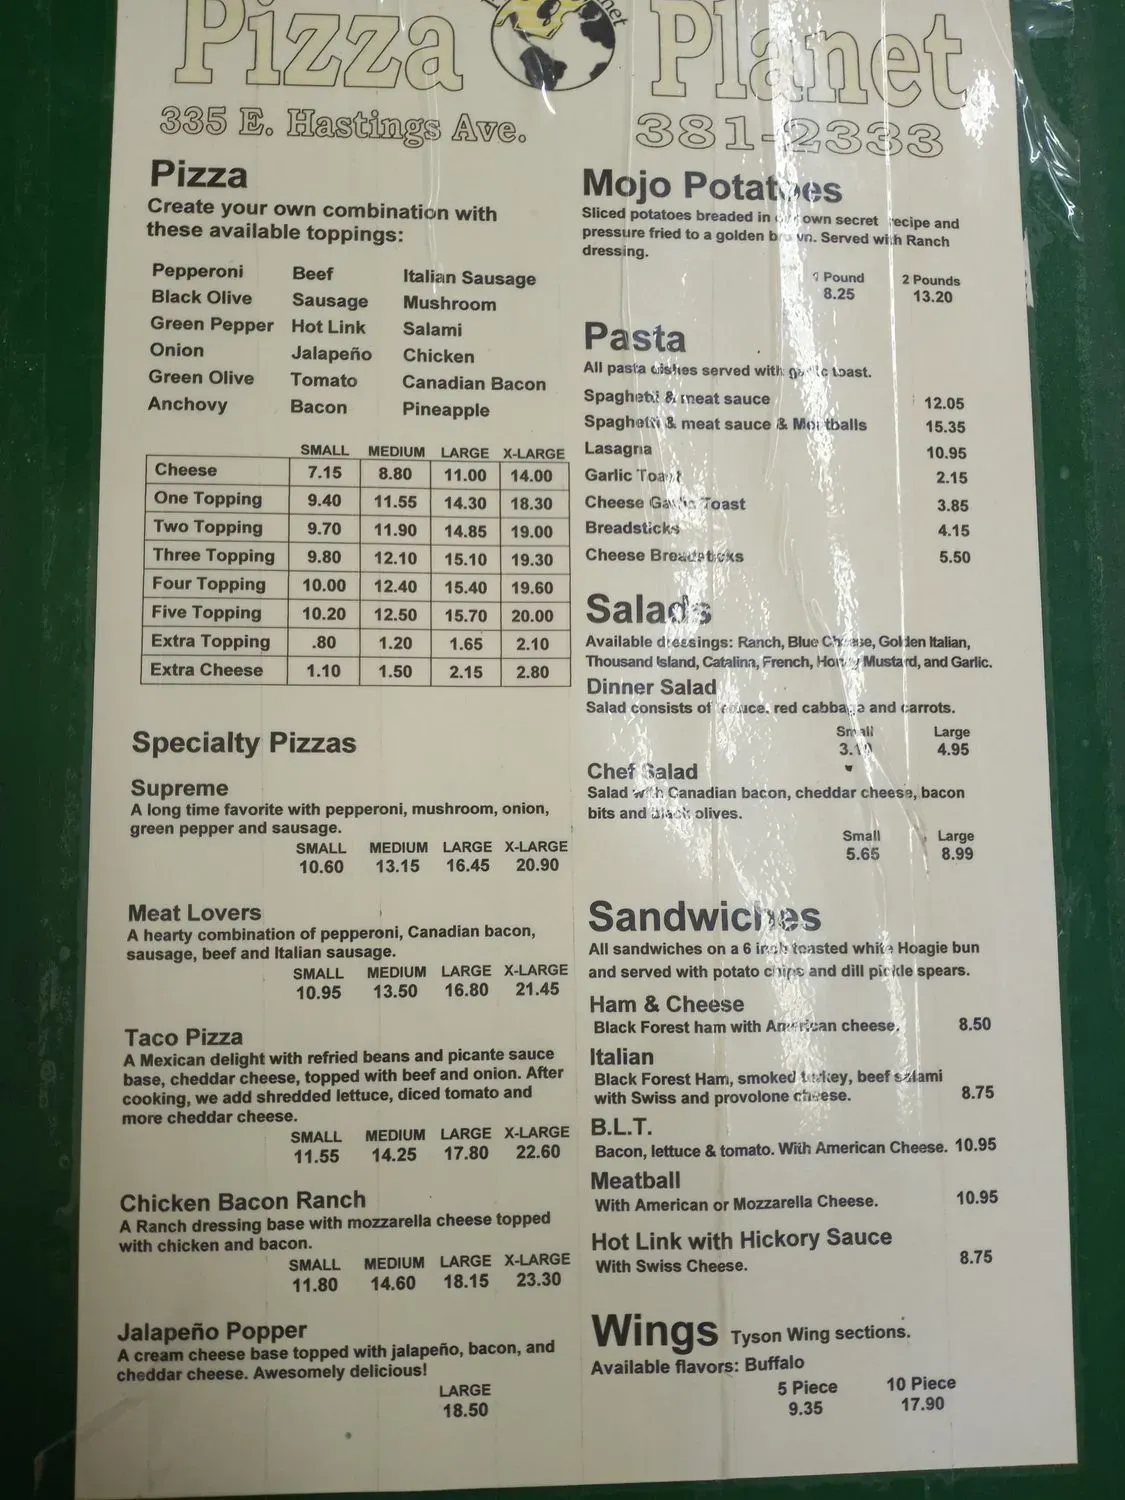 Pizza Planet
335 E. Hastings Ave. 381-2333
Pizza
Create your own combination with
these available toppings:
Pepperoni Beef Italian Sausage
Black Olive Sausage Mushroom
Green Pepper Hot Link Salami
Onion Jalapeño Chicken
Green Olive Tomato Canadian Bacon
Anchovy Bacon Pineapple
SMALL MEDIUM LARGE X-LARGE
Cheese 7.15 8.80 11.00 14.00
One Topping 9.40 11.55 14.30 18.30
Two Topping 9.70 11.90 14.85 19.00
Three Topping 9.80 12.10 15.10 19.30
Four Topping 10.00 12.40 15.40 19.60
Five Topping 10.20 12.50 15.70 20.00
Extra Topping .80 1.20 1.65 2.10
Extra Cheese 1.10 1.50 2.15 2.80
Specialty Pizzas
Supreme
A long time favorite with pepperoni, mushroom, onion,
green pepper and sausage.
SMALL MEDIUM LARGE X-LARGE
10.60 13.15 16.45 20.90
Meat Lovers
A hearty combination of pepperoni, Canadian bacon,
sausage, beef and Italian sausage.
SMALL MEDIUM LARGE X-LARGE
10.95 13.50 16.80 21.45
Taco Pizza
A Mexican delight with refried beans and picante sauce
base, cheddar cheese, topped with beef and onion. After
cooking, we add shredded lettuce, diced tomato and
more cheddar cheese.
SMALL MEDIUM LARGE X-LARGE
11.55 14.25 17.80 22.60
Chicken Bacon Ranch
A Ranch dressing base with mozzarella cheese topped
with chicken and bacon.
SMALL MEDIUM LARGE X-LARGE
11.80 14.60 18.15 23.30
Jalapeño Popper
A cream cheese base topped with jalapeño, bacon, and
cheddar cheese. Awesomely delicious!
LARGE
18.50
Mojo Potatoes
Sliced potatoes breaded in our own secret recipe and
pressure fried to a golden brown. Served with Ranch
dressing.
1 Pound 2 Pounds
8.25 13.20
Pasta
All pasta dishes served with garlic toast.
Spaghetti & meat sauce 12.05
Spaghetti & meat sauce & Meatballs 15.35
Lasagna 10.95
Garlic Toast 2.15
Cheese Garlic Toast 3.85
Breadsticks 4.15
Cheese Breadsticks 5.50
Salads
Available dressings: Ranch, Blue Cheese, Golden Italian,
Thousand Island, Catalina, French, Honey Mustard, and Garlic.
Dinner Salad
Salad consists of lettuce, red cabbage and carrots.
Small Large
4.95
Chef Salad
Salad with Canadian bacon, cheddar cheese, bacon
bits and black olives.
Small Large
5.65 8.99
Sandwiches
All sandwiches on a 6 inch toasted white Hoagie bun
and served with potato chips and dill pickle spears.
Ham & Cheese
Black Forest ham with American cheese. 8.50
Italian
Black Forest Ham, smoked turkey, beef salami
with Swiss and provolone cheese. 8.75
B.L.T.
Bacon, lettuce & tomato. With American Cheese. 10.95
Meatball
With American or Mozzarella Cheese. 10.95
Hot Link with Hickory Sauce
With Swiss Cheese. 8.75
Wings Tyson Wing sections.
Available flavors: Buffalo
5 Piece 10 Piece
9.35 17.90